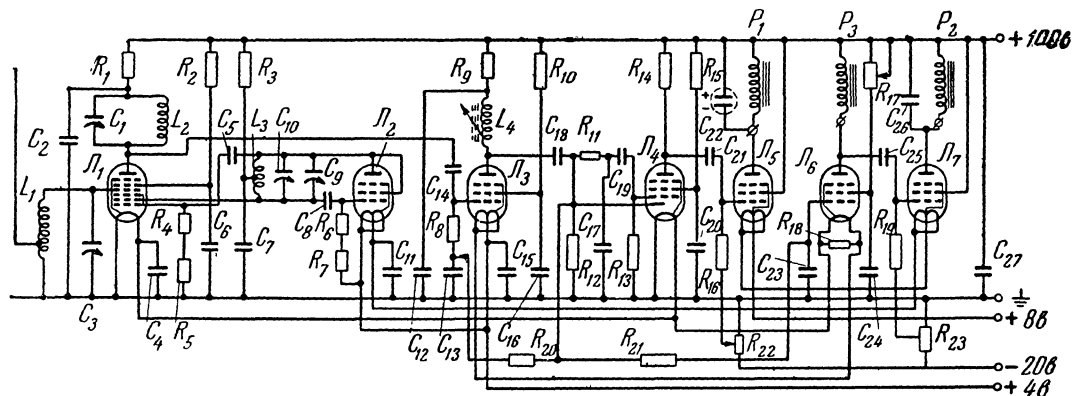 P₁ P₃ P₂
+ 100в
R₁ R₂ R₃ R₉ R₁₀ R₁₄ R₁₅ R₁₇
C₂ C₁ L₂ C₅ L₃ C₁₀ Л₂ L₄ C₁₈ R₁₁ + − C₂₂ C₂₆
Л₁ C₉ Л₃ C₁₉ Л₄ C₂₁ Л₅ Л₆ C₂₅ Л₇
L₁ R₄ C₆ C₈ R₆ C₁₄ R₈ C₁₇ C₂₀ R₁₈ R₁₉
C₇ R₇ C₁₁ C₁₅ R₁₂ R₁₃ R₁₆ C₂₃ C₂₇
C₃ C₄ R₅ C₁₂ C₁₃ C₁₆ R₂₀ R₂₁ R₂₂ C₂₄ R₂₃
+ 8в
− 20в
+ 4в